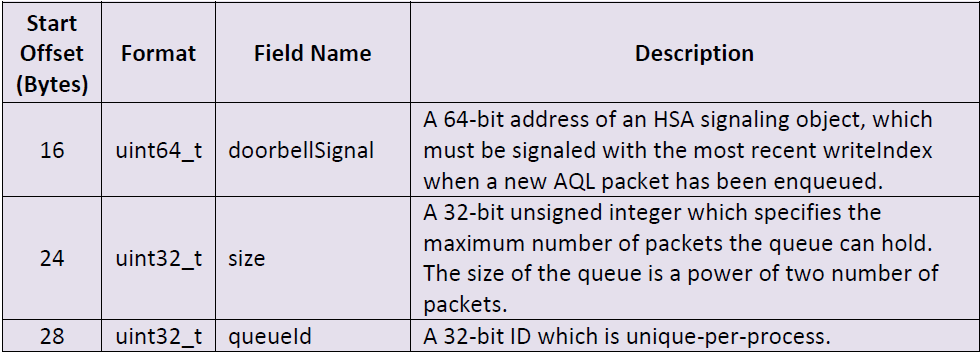 Start
Offset
(Bytes)
Format
Field Name
Description
16
uint64_t
doorbellSignal
A 64-bit address of an HSA signaling object, which
must be signaled with the most recent writeIndex
when a new AQL packet has been enqueued.
24
uint32_t
size
A 32-bit unsigned integer which specifies the
maximum number of packets the queue can hold.
The size of the queue is a power of two number of
packets.
28
uint32_t
queueId
A 32-bit ID which is unique-per-process.